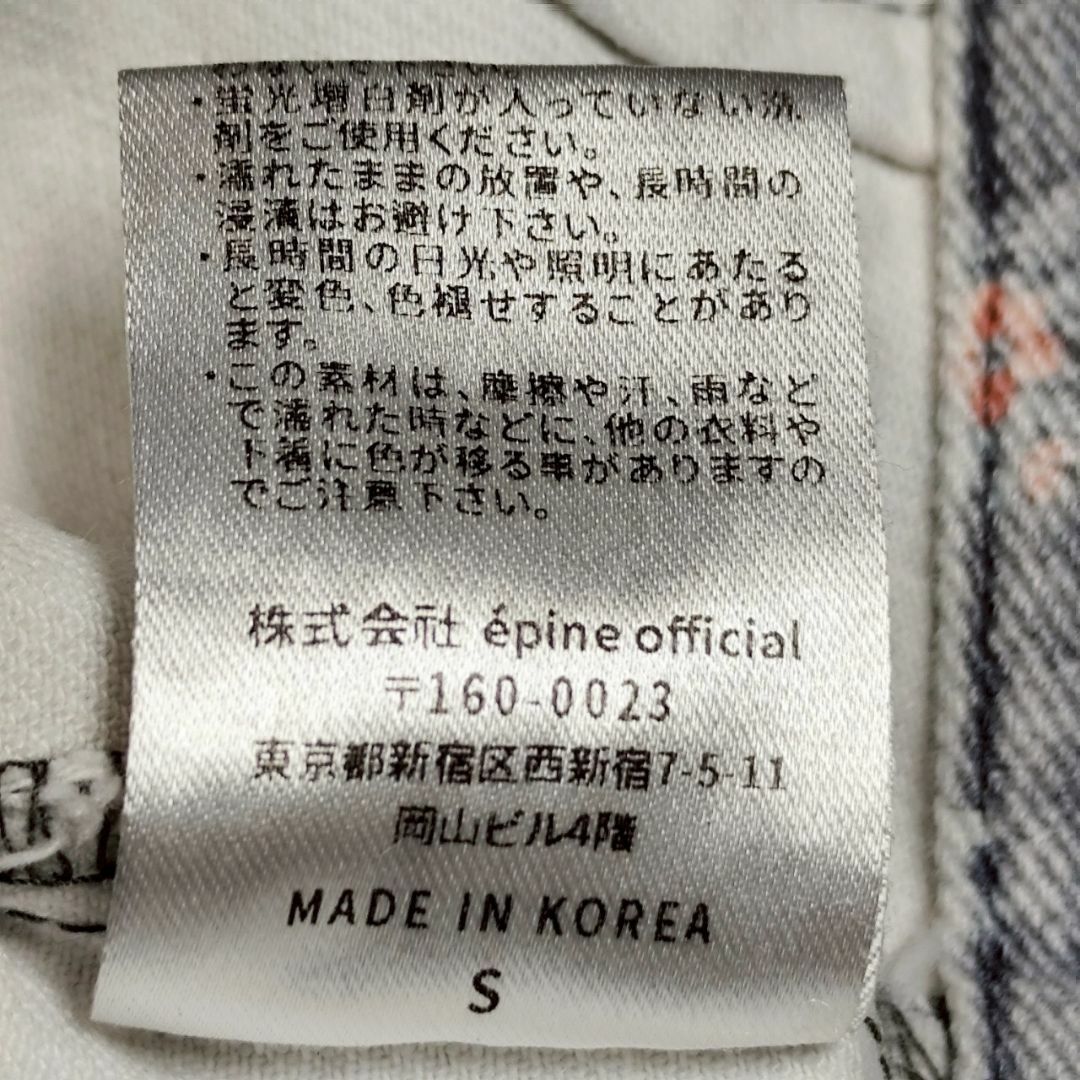 ・蛍光増白剤が入っていない洗
剤をご使用ください。
・濡れたままの放置や、長時間の
浸漬はお避け下さい。
・長時間の日光や照明にあたる
と変色、色褪せすることがあり
ます。
・この素材は、摩擦や汗、雨など
で濡れた時などに、他の衣料や
下着に色が移る事がありますの
でご注意下さい。
株式会社 épine official
〒160-0023
東京都新宿区西新宿7-5-11
岡山ビル4階
MADE IN KOREA
S